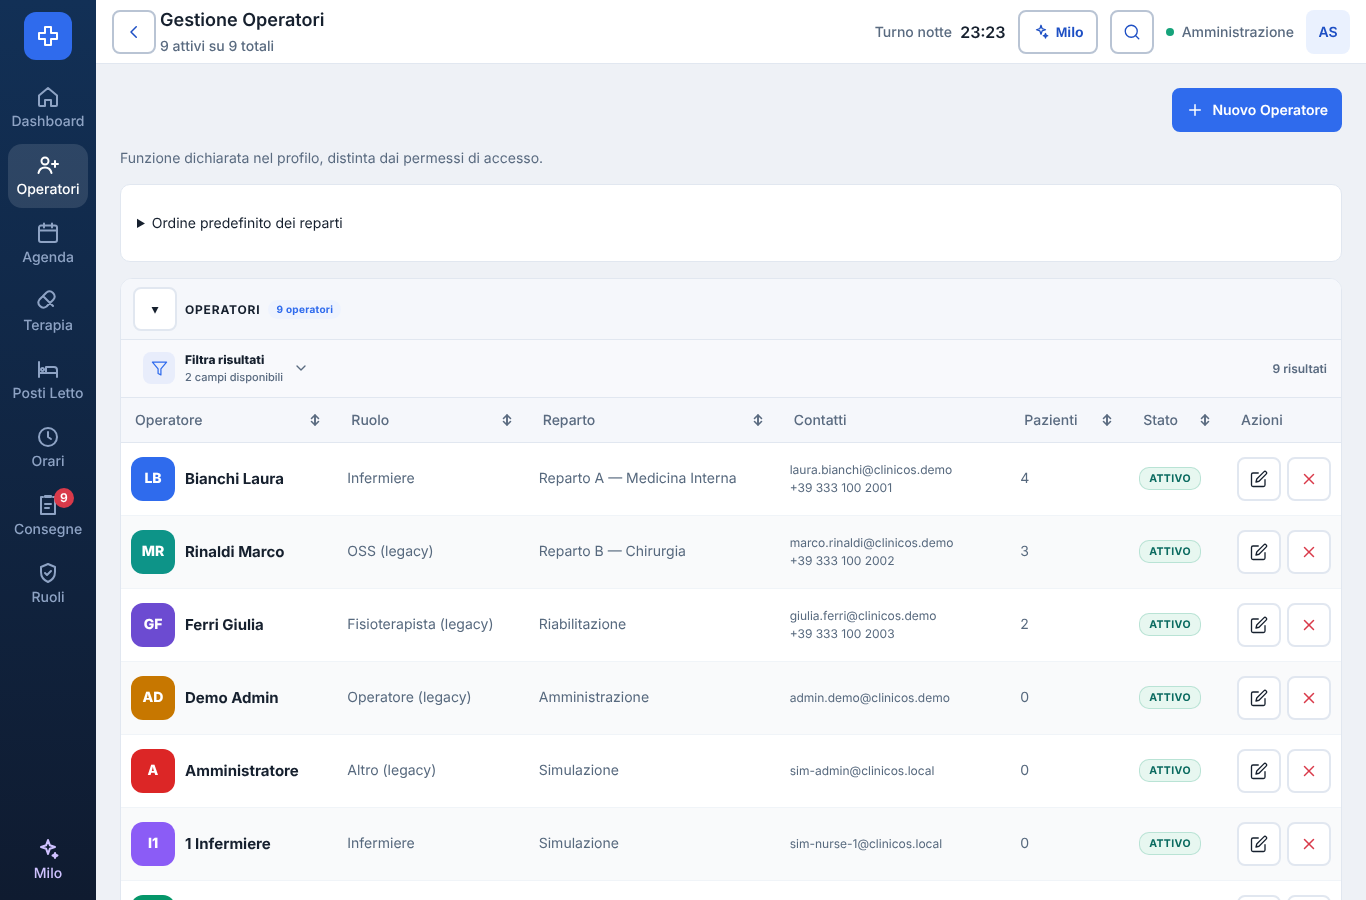 Gestione Operatori
9 attivi su 9 totali
Turno notte 23:23
Milo
Amministrazione
AS
Dashboard
Operatori
Agenda
Terapia
Posti Letto
Orari
9
Consegne
Ruoli
Milo
Nuovo Operatore
Funzione dichiarata nel profilo, distinta dai permessi di accesso.
Ordine predefinito dei reparti
OPERATORI 9 operatori
Filtra risultati
2 campi disponibili
9 risultati
Operatore Ruolo Reparto Contatti Pazienti Stato Azioni
LB Bianchi Laura Infermiere Reparto A — Medicina Interna laura.bianchi@clinicos.demo 4 ATTIVO
+39 333 100 2001
MR Rinaldi Marco OSS (legacy) Reparto B — Chirurgia marco.rinaldi@clinicos.demo 3 ATTIVO
+39 333 100 2002
GF Ferri Giulia Fisioterapista (legacy) Riabilitazione giulia.ferri@clinicos.demo 2 ATTIVO
+39 333 100 2003
AD Demo Admin Operatore (legacy) Amministrazione admin.demo@clinicos.demo 0 ATTIVO
A Amministratore Altro (legacy) Simulazione sim-admin@clinicos.local 0 ATTIVO
I1 1 Infermiere Infermiere Simulazione sim-nurse-1@clinicos.local 0 ATTIVO